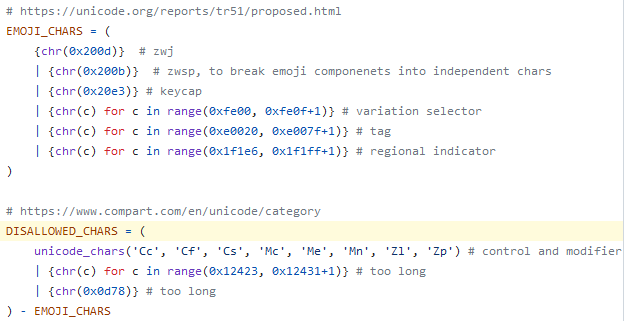 # https://unicode.org/reports/tr51/proposed.html
EMOJI_CHARS = (
    {chr(0x200d)}  # zwj
    | {chr(0x200b)}  # zwsp, to break emoji componenets into independent chars
    | {chr(0x20e3)} # keycap
    | {chr(c) for c in range(0xfe00, 0xfe0f+1)} # variation selector
    | {chr(c) for c in range(0xe0020, 0xe007f+1)} # tag
    | {chr(c) for c in range(0x1f1e6, 0x1f1ff+1)} # regional indicator
)
# https://www.compart.com/en/unicode/category
DISALLOWED_CHARS = (
    unicode_chars('Cc', 'Cf', 'Cs', 'Mc', 'Me', 'Mn', 'Zl', 'Zp') # control and modifier
    | {chr(c) for c in range(0x12423, 0x12431+1)} # too long
    | {chr(0x0d78)} # too long
) - EMOJI_CHARS